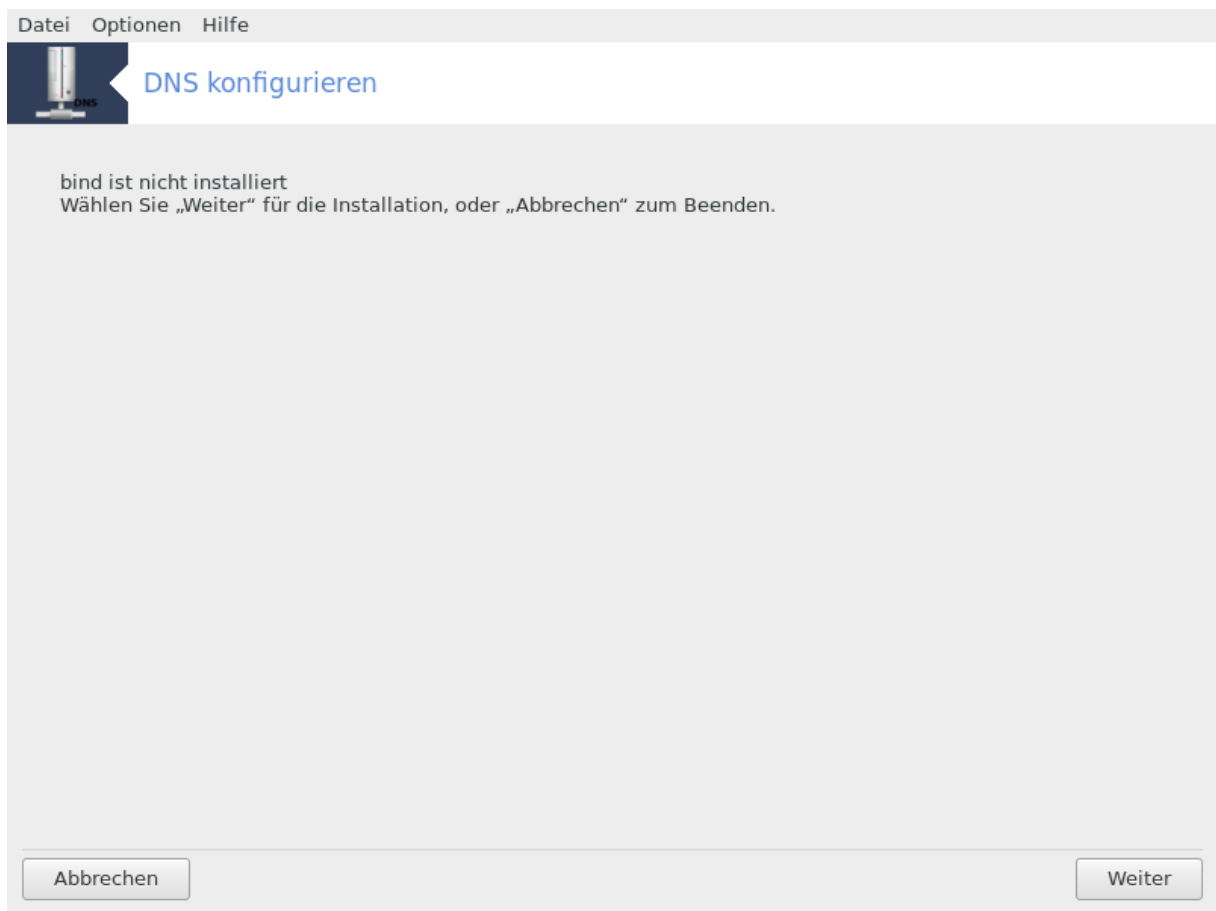 Datei Optionen Hilfe
DNS
DNS konfigurieren
bind ist nicht installiert
Wählen Sie „Weiter“ für die Installation, oder „Abbrechen“ zum Beenden.
Abbrechen Weiter